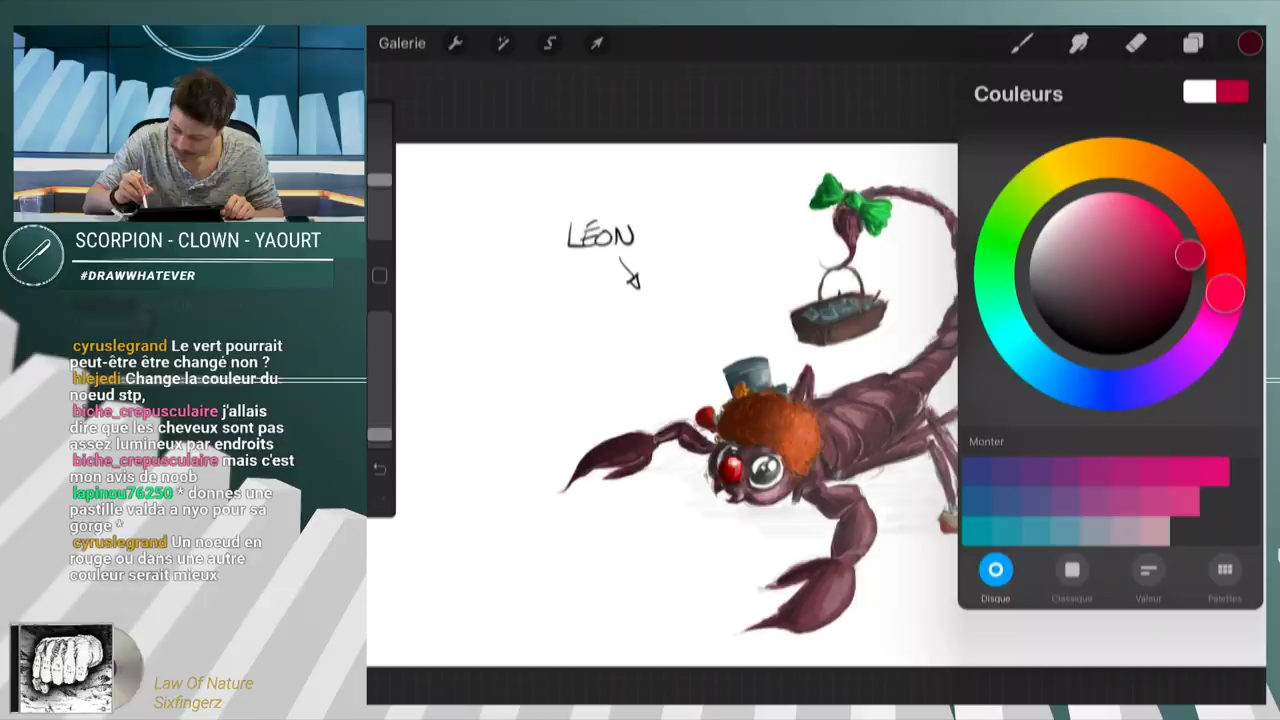 Galerie
Couleurs
LÉON
SCORPION - CLOWN - YAOURT
#DRAWWHATEVER
cyruslegrand Le vert pourrait
peut-être être changé non ?
hlejedi Change la couleur du
noeud stp,
biche_crepusculaire j'allais
dire que les cheveux sont pas
assez lumineux par endroits
biche_crepusculaire mais c'est
mon avis de noob
lapinou76250 * donnes une
pastille valda a nyo pour sa
gorge *
cyruslegrand Un noeud en
rouge ou dans une autre
couleur serait mieux
Monter
Disque Classique Valeur Palettes
Law Of Nature
Sixfingerz